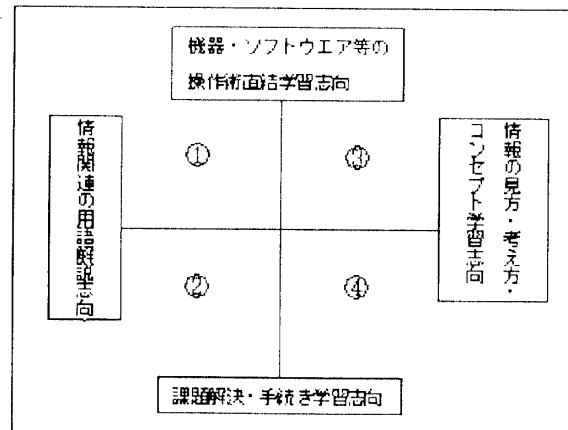 機器・ソフトウエア等の
操作術直結学習志向
情報関連の用語解説志向
①
③
情報の見方・考え方・
コンセプト学習志向
②
④
課題解決・手続き学習志向